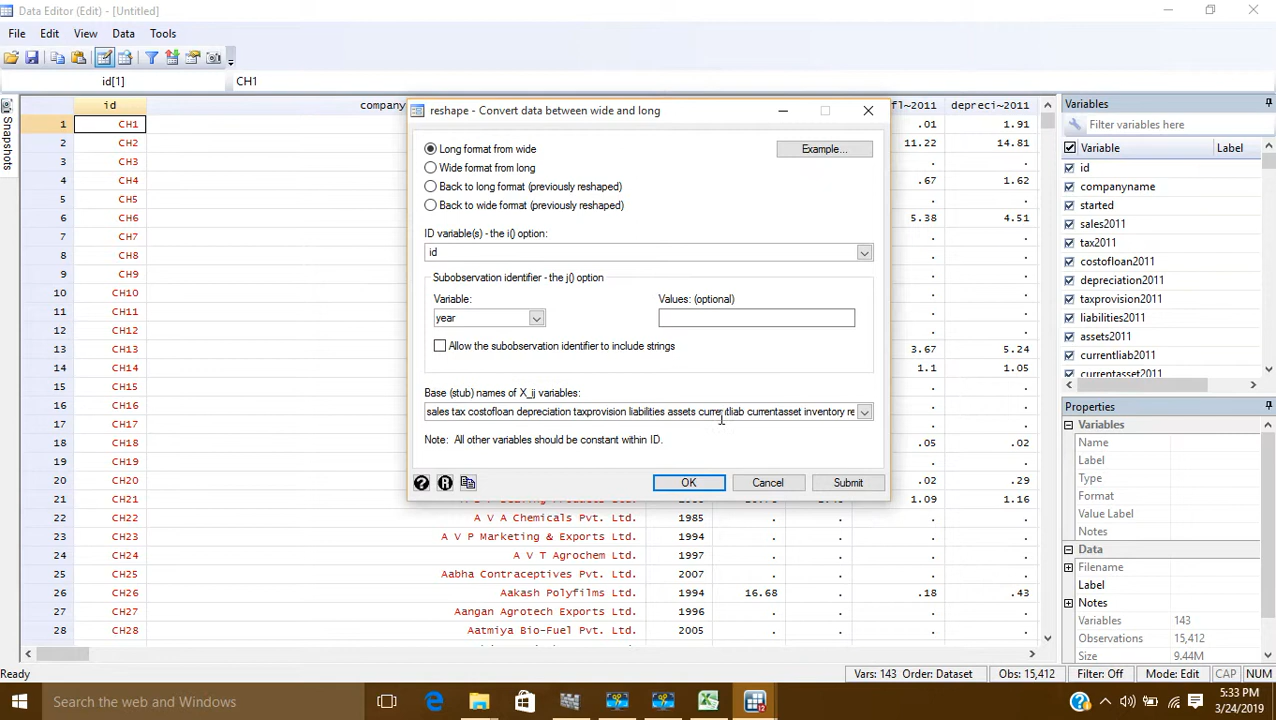 Data Editor (Edit) - [Untitled]
File Edit View Data Tools
id[1] CH1
Snapshots
id company fl~2011 depreci~2011
1 CH1 .01 1.91
2 CH2 11.22 14.81
3 CH3 . .
4 CH4 .67 1.62
5 CH5 . .
6 CH6 5.38 4.51
7 CH7 . .
8 CH8 . .
9 CH9 . .
10 CH10 . .
11 CH11 . .
12 CH12 . .
13 CH13 3.67 5.24
14 CH14 1.1 1.05
15 CH15 . .
16 CH16 . .
17 CH17 . .
18 CH18 .05 .02
19 CH19 . .
20 CH20 .02 .29
21 CH21 1.09 1.16
22 CH22 A V A Chemicals Pvt. Ltd. 1985 . . . .
23 CH23 A V P Marketing & Exports Ltd. 1994 . . . .
24 CH24 A V T Agrochem Ltd. 1997 . . . .
25 CH25 Aabha Contraceptives Pvt. Ltd. 2007 . . . .
26 CH26 Aakash Polyfilms Ltd. 1994 16.68 . .18 .43
27 CH27 Aangan Agrotech Exports Ltd. 1996 . . . .
28 CH28 Aatmiya Bio-Fuel Pvt. Ltd. 2005 . . . .
reshape - Convert data between wide and long
Long format from wide
Example...
Wide format from long
Back to long format (previously reshaped)
Back to wide format (previously reshaped)
ID variable(s) - the i() option:
id
Subobservation identifier - the j() option
Variable: Values: (optional)
year
Allow the subobservation identifier to include strings
Base (stub) names of X_ij variables:
sales tax costofloan depreciation taxprovision liabilities assets currentliab currentasset inventory re
Note: All other variables should be constant within ID.
OK Cancel Submit
Variables
Filter variables here
Variable Label
id
companyname
started
sales2011
tax2011
costofloan2011
depreciation2011
taxprovision2011
liabilities2011
assets2011
currentliab2011
currentasset2011
Properties
Variables
Name
Label
Type
Format
Value Label
Notes
Data
Filename
Label
Notes
Variables 143
Observations 15,412
Size 9.44M
Ready Vars: 143 Order: Dataset Obs: 15,412 Filter: Off Mode: Edit CAP NUM
Search the web and Windows
5:33 PM
3/24/2019